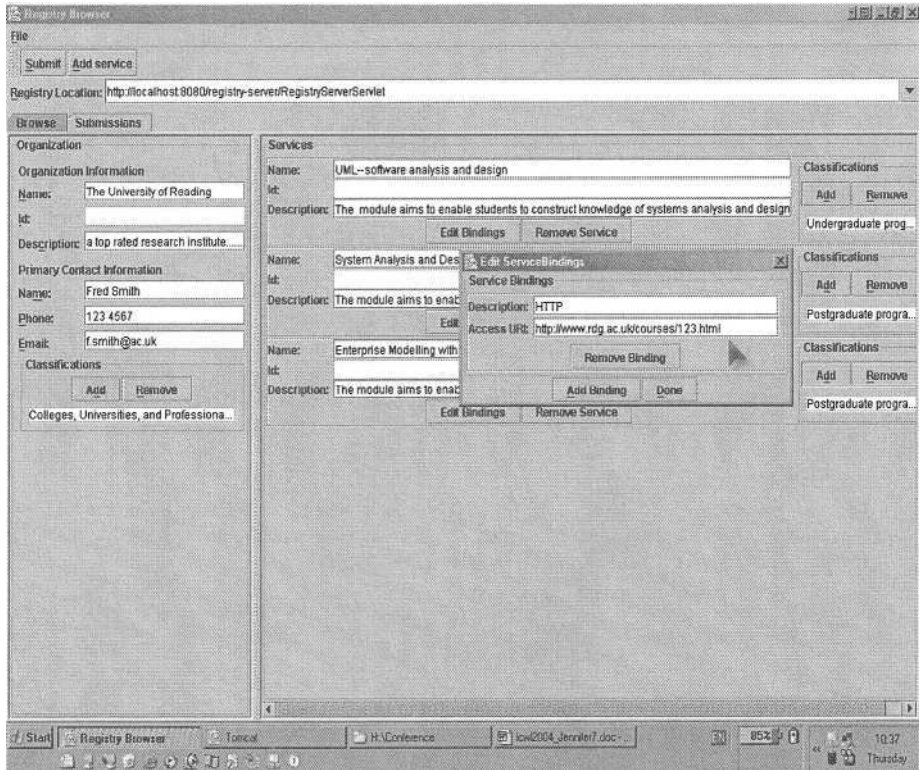 Registry Browser
File
Submit Add service
Registry Location: http://localhost:8080/registry-server/RegistryServerServlet
Browse Submissions
Organization
Organization Information
Name: The University of Reading
Id:
Description: a top rated research institute.....
Primary Contact Information
Name: Fred Smith
Phone: 123 4567
Email: f.smith@ac.uk
Classifications
Add Remove
Colleges, Universities, and Professiona...
Services
Name: UML--software analysis and design
Id:
Description: The module aims to enable students to construct knowledge of systems analysis and design
Edit Bindings Remove Service
Classifications
Add Remove
Undergraduate prog...
Name: System Analysis and Des
Id:
Description: The module aims to enab
Edit
Classifications
Add Remove
Postgraduate progra...
Name: Enterprise Modelling with
Id:
Description: The module aims to enab
Edit Bindings Remove Service
Classifications
Add Remove
Postgraduate progra...
Edit ServiceBindings
Service Bindings
Description: HTTP
Access URI: http://www.rdg.ac.uk/courses/123.html
Remove Binding
Add Binding Done
Start Registry Browser Tomcat H:\Conference icwl2004_Jennifer7.doc - ... EN 85% 10:37
Thursday